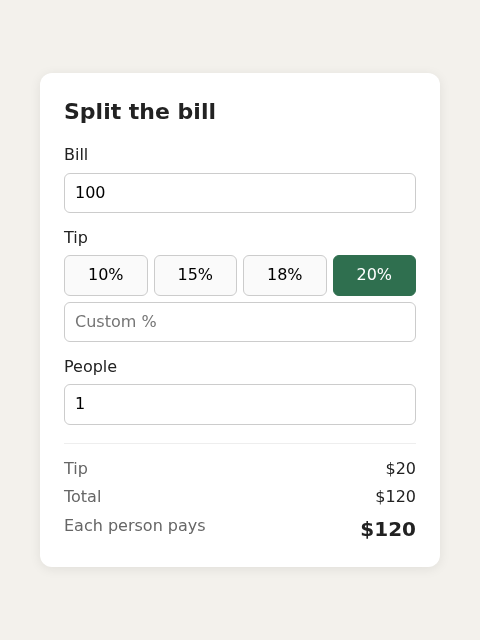 Split the bill
Bill
100
Tip
10% 15% 18% 20%
Custom %
People
1
Tip $20
Total $120
Each person pays $120